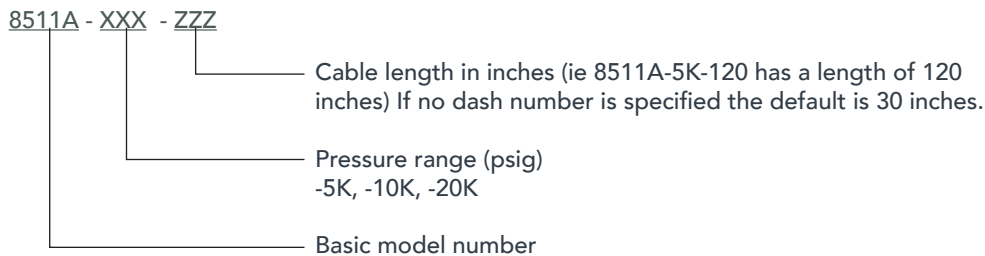 8511A - XXX - ZZZ
Cable length in inches (ie 8511A-5K-120 has a length of 120
inches) If no dash number is specified the default is 30 inches.
Pressure range (psig)
-5K, -10K, -20K
Basic model number